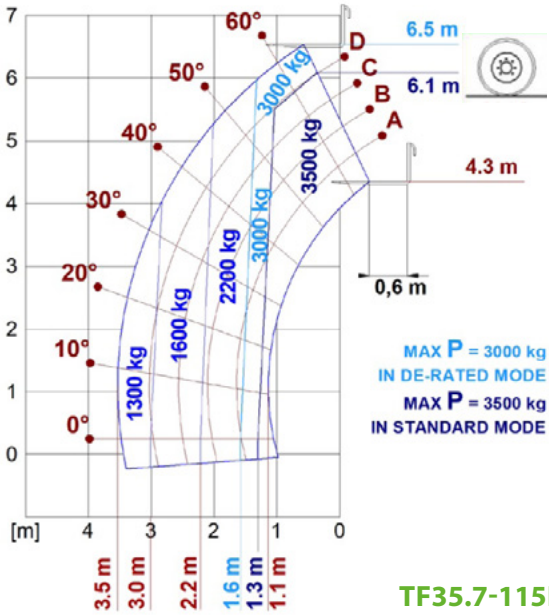 7
6
5
4
3
2
1
0
[m]
4
3
2
1
0
60°
50°
40°
30°
20°
10°
0°
D
C
B
A
3000 kg
3500 kg
3000 kg
2200 kg
1600 kg
1300 kg
6.5 m
6.1 m
4.3 m
0,6 m
MAX P = 3000 kg
IN DE-RATED MODE
MAX P = 3500 kg
IN STANDARD MODE
3.5 m
3.0 m
2.2 m
1.6 m
1.3 m
1.1 m
TF35.7-115